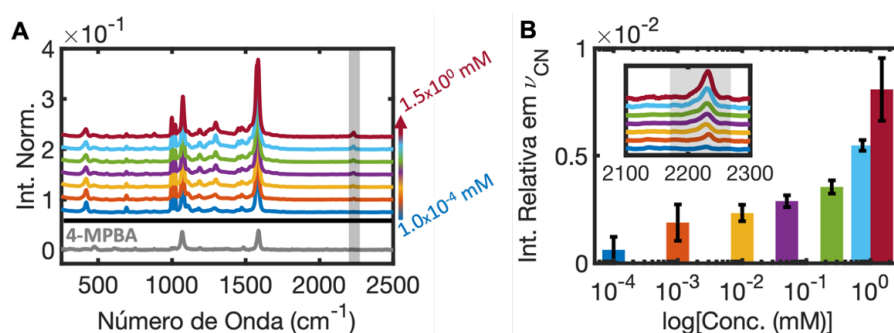 A
×10⁻¹
4
3
2
1
0
Int. Norm.
4-MPBA
500 1000 1500 2000 2500
Número de Onda (cm⁻¹)
1.5x10⁰ mM
1.0x10⁻⁴ mM
B
×10⁻²
1
0.5
0
Int. Relativa em νCN
2100 2200 2300
10⁻⁴ 10⁻³ 10⁻² 10⁻¹ 10⁰
log[Conc. (mM)]